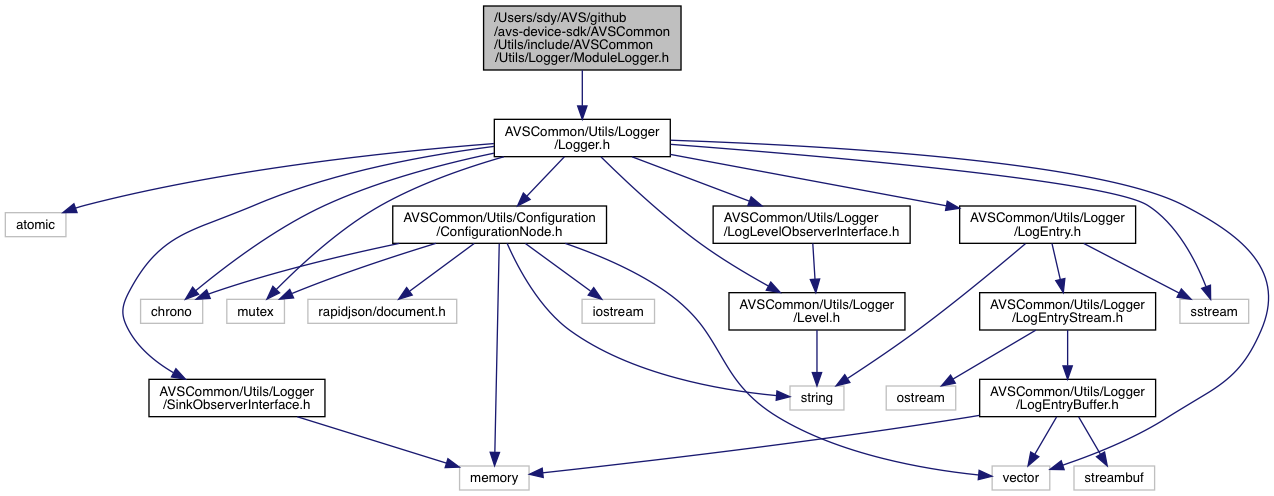 /Users/sdy/AVS/github
/avs-device-sdk/AVSCommon
/Utils/include/AVSCommon
/Utils/Logger/ModuleLogger.h
AVSCommon/Utils/Logger
/Logger.h
atomic
AVSCommon/Utils/Configuration
/ConfigurationNode.h
AVSCommon/Utils/Logger
/LogLevelObserverInterface.h
AVSCommon/Utils/Logger
/LogEntry.h
chrono
mutex
rapidjson/document.h
iostream
AVSCommon/Utils/Logger
/Level.h
AVSCommon/Utils/Logger
/LogEntryStream.h
sstream
AVSCommon/Utils/Logger
/SinkObserverInterface.h
string
ostream
AVSCommon/Utils/Logger
/LogEntryBuffer.h
memory
vector
streambuf